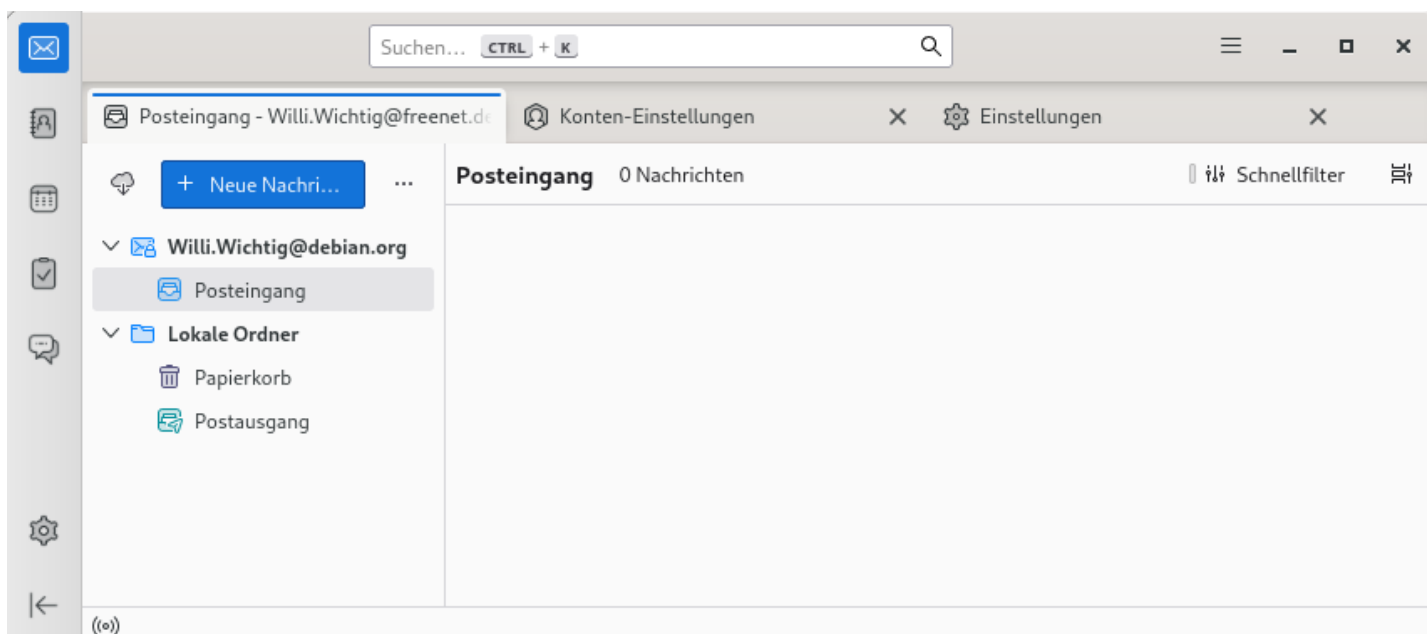 Suchen... CTRL + K
Posteingang - Willi.Wichtig@freenet.de
Konten-Einstellungen
Einstellungen
+ Neue Nachri...
Posteingang 0 Nachrichten
Schnellfilter
Willi.Wichtig@debian.org
Posteingang
Lokale Ordner
Papierkorb
Postausgang